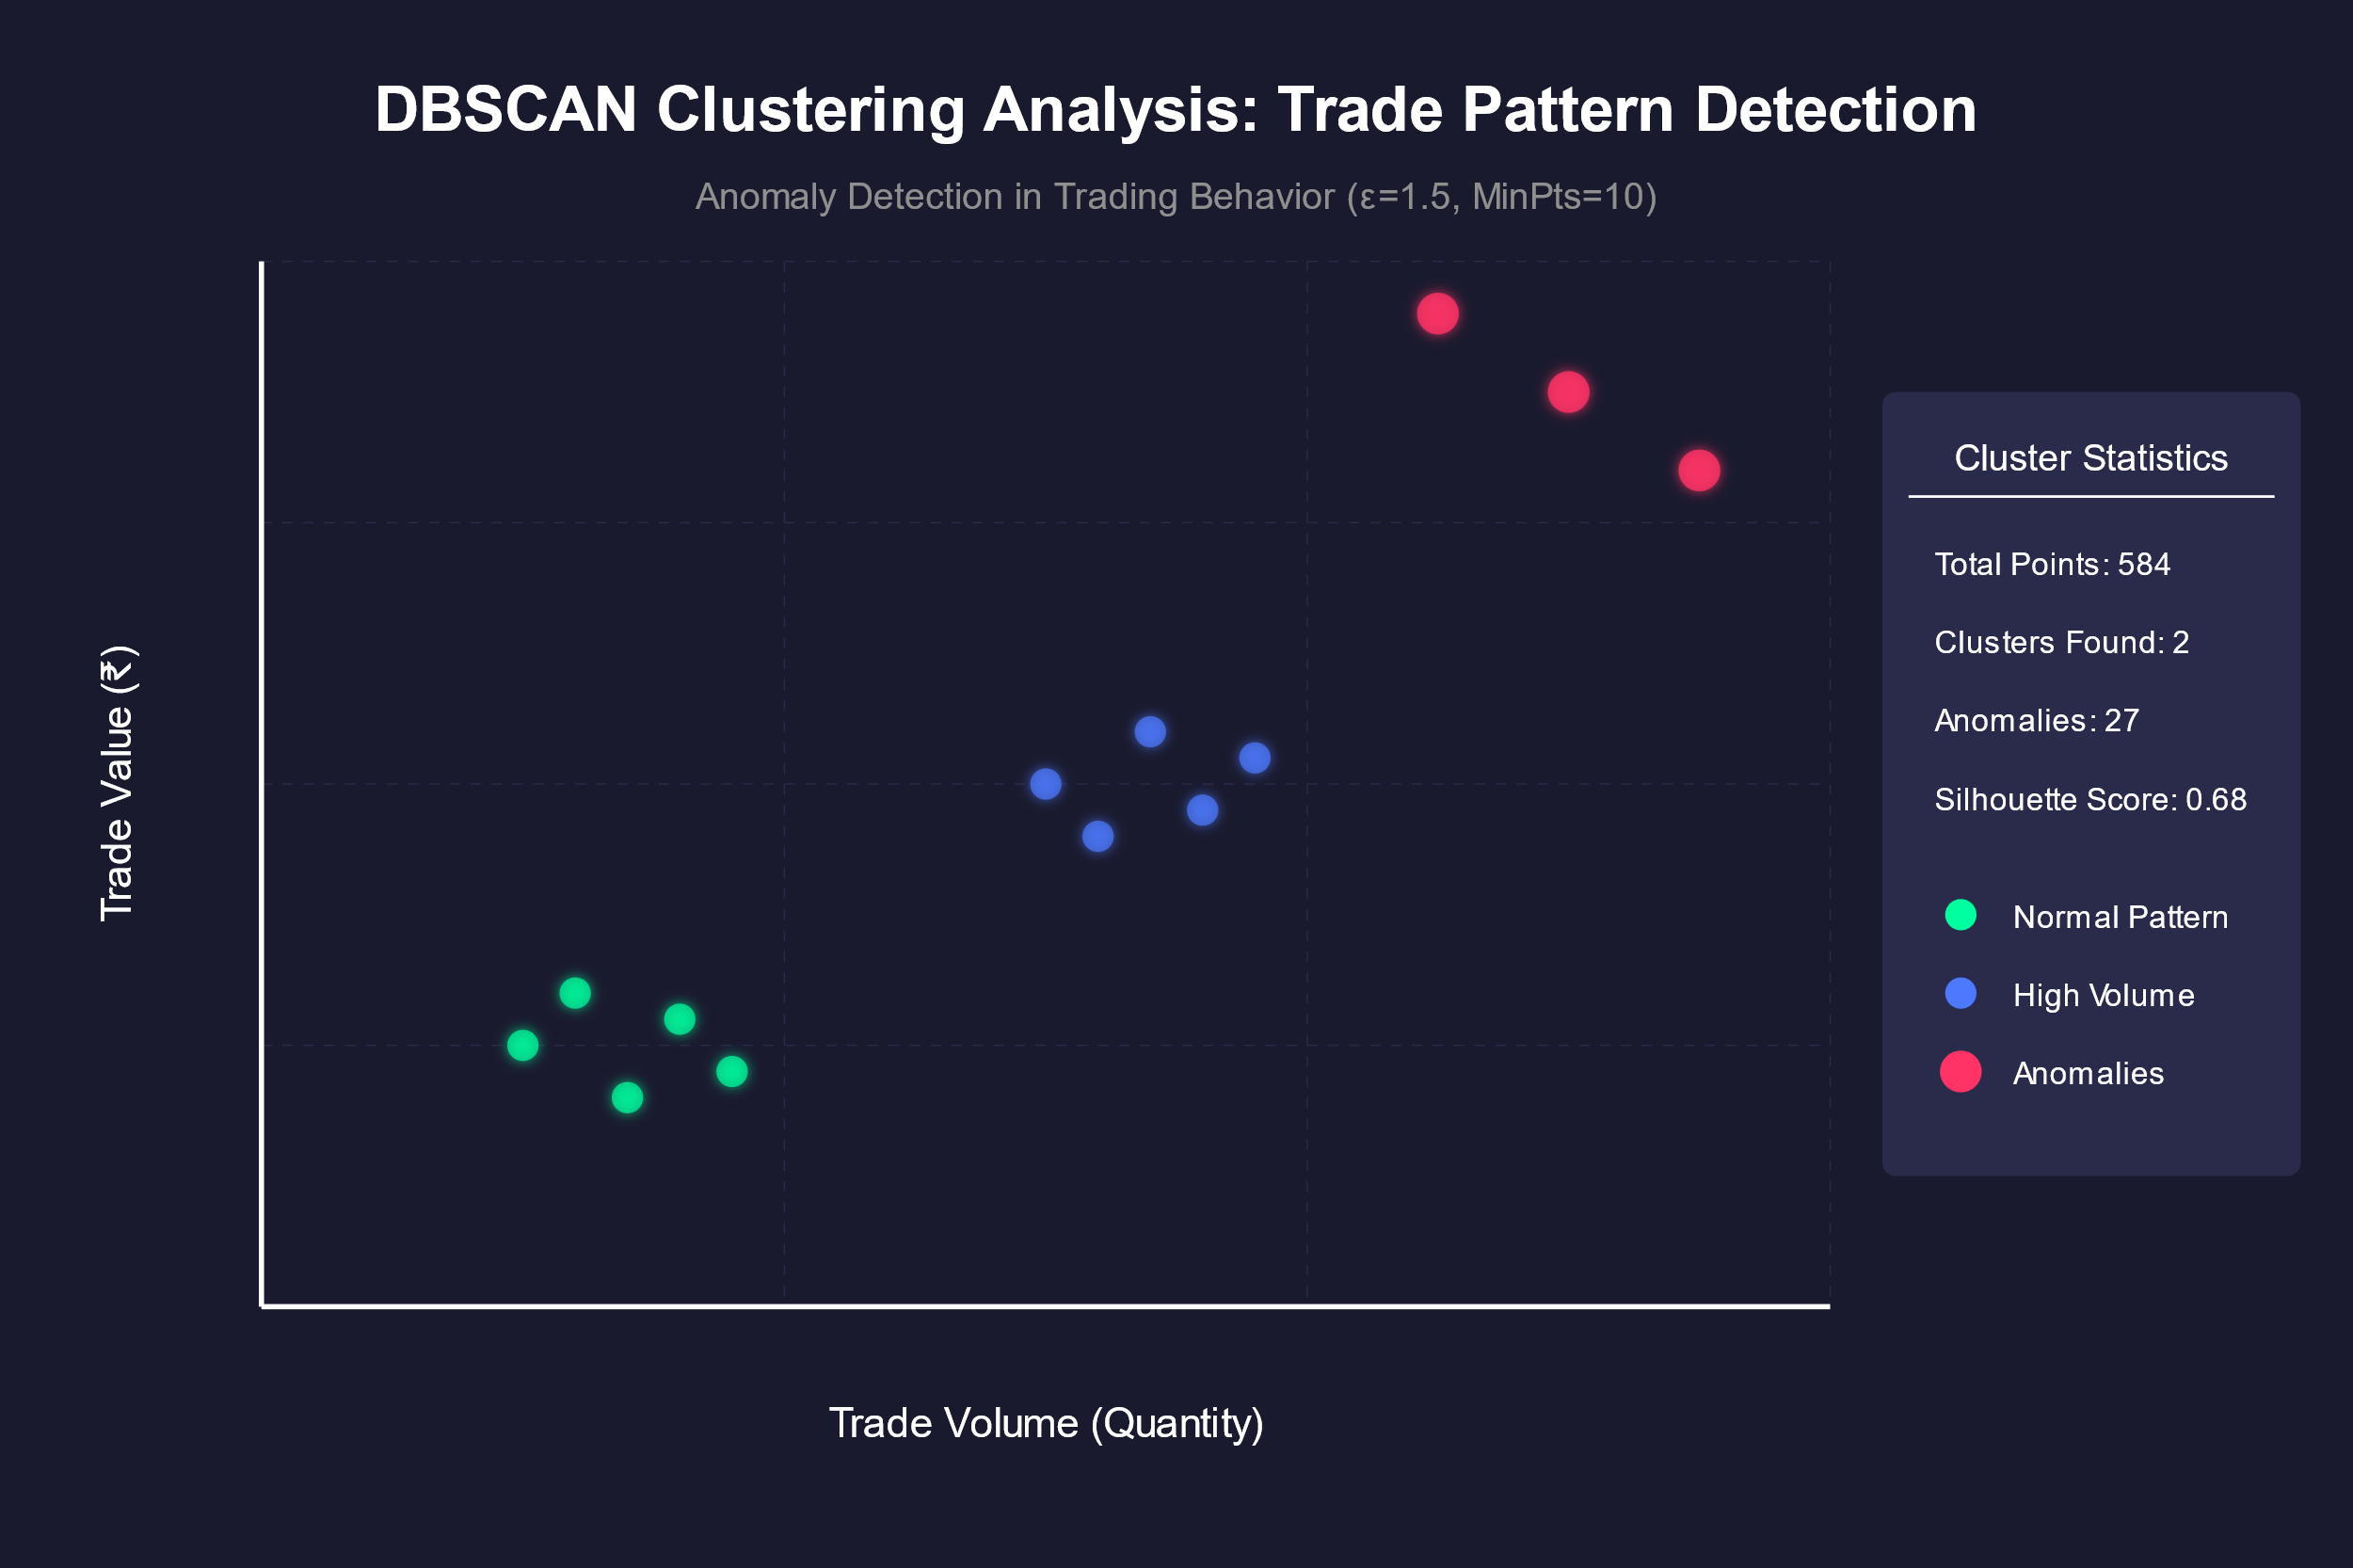 DBSCAN Clustering Analysis: Trade Pattern Detection
Anomaly Detection in Trading Behavior (ε=1.5, MinPts=10)
Trade Value (₹)
Cluster Statistics
Total Points: 584
Clusters Found: 2
Anomalies: 27
Silhouette Score: 0.68
Normal Pattern
High Volume
Anomalies
Trade Volume (Quantity)